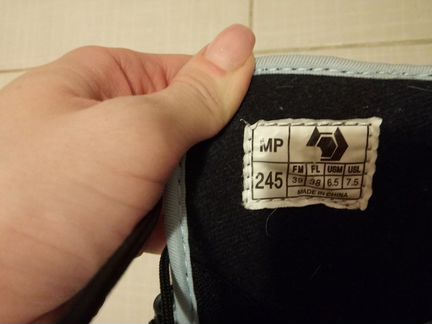 MP
FM FL USM USL
245
39 38 6.5 7.5
MADE IN CHINA